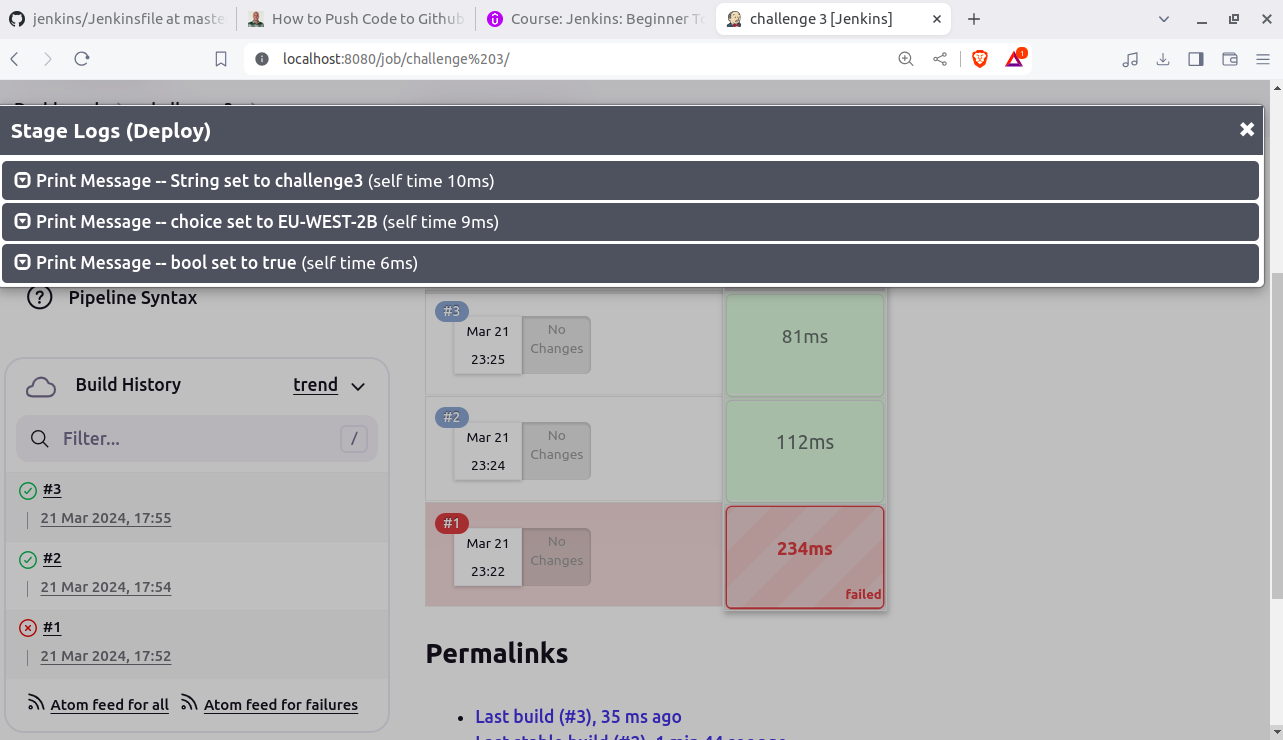 jenkins/Jenkinsfile at maste
How to Push Code to Github
Course: Jenkins: Beginner To
challenge 3 [Jenkins]
localhost:8080/job/challenge%203/
1
Stage Logs (Deploy)
Print Message -- String set to challenge3 (self time 10ms)
Print Message -- choice set to EU-WEST-2B (self time 9ms)
Print Message -- bool set to true (self time 6ms)
Pipeline Syntax
Build History
trend
Filter...
/
#3
21 Mar 2024, 17:55
#2
21 Mar 2024, 17:54
#1
21 Mar 2024, 17:52
Atom feed for all
Atom feed for failures
#3
Mar 21
23:25
No
Changes
81ms
#2
Mar 21
23:24
No
Changes
112ms
#1
Mar 21
23:22
No
Changes
234ms
failed
Permalinks
Last build (#3), 35 ms ago